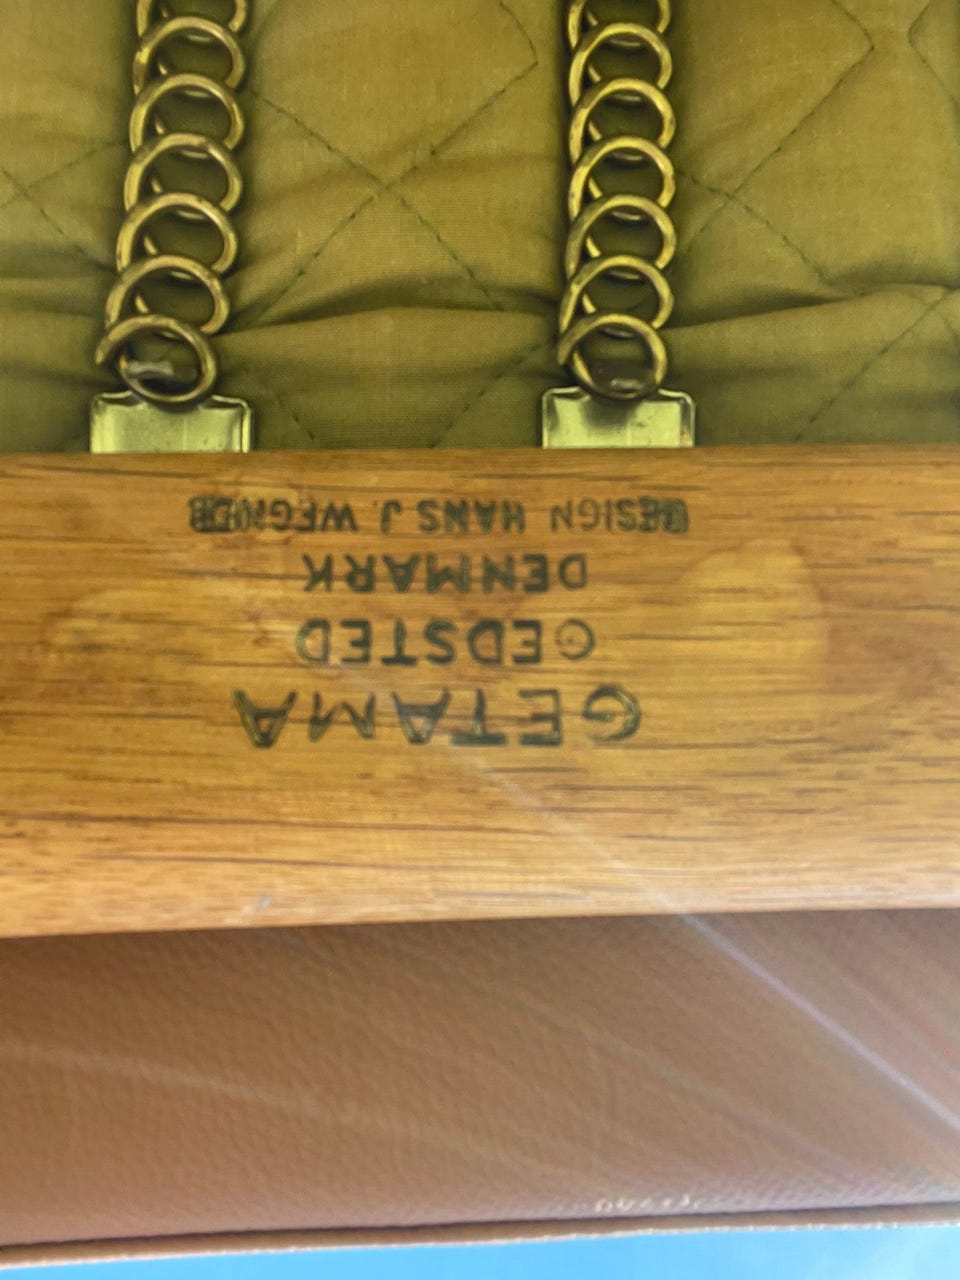 GETAMA
GEDSTED
DENMARK
DESIGN HANS J. WEGNER